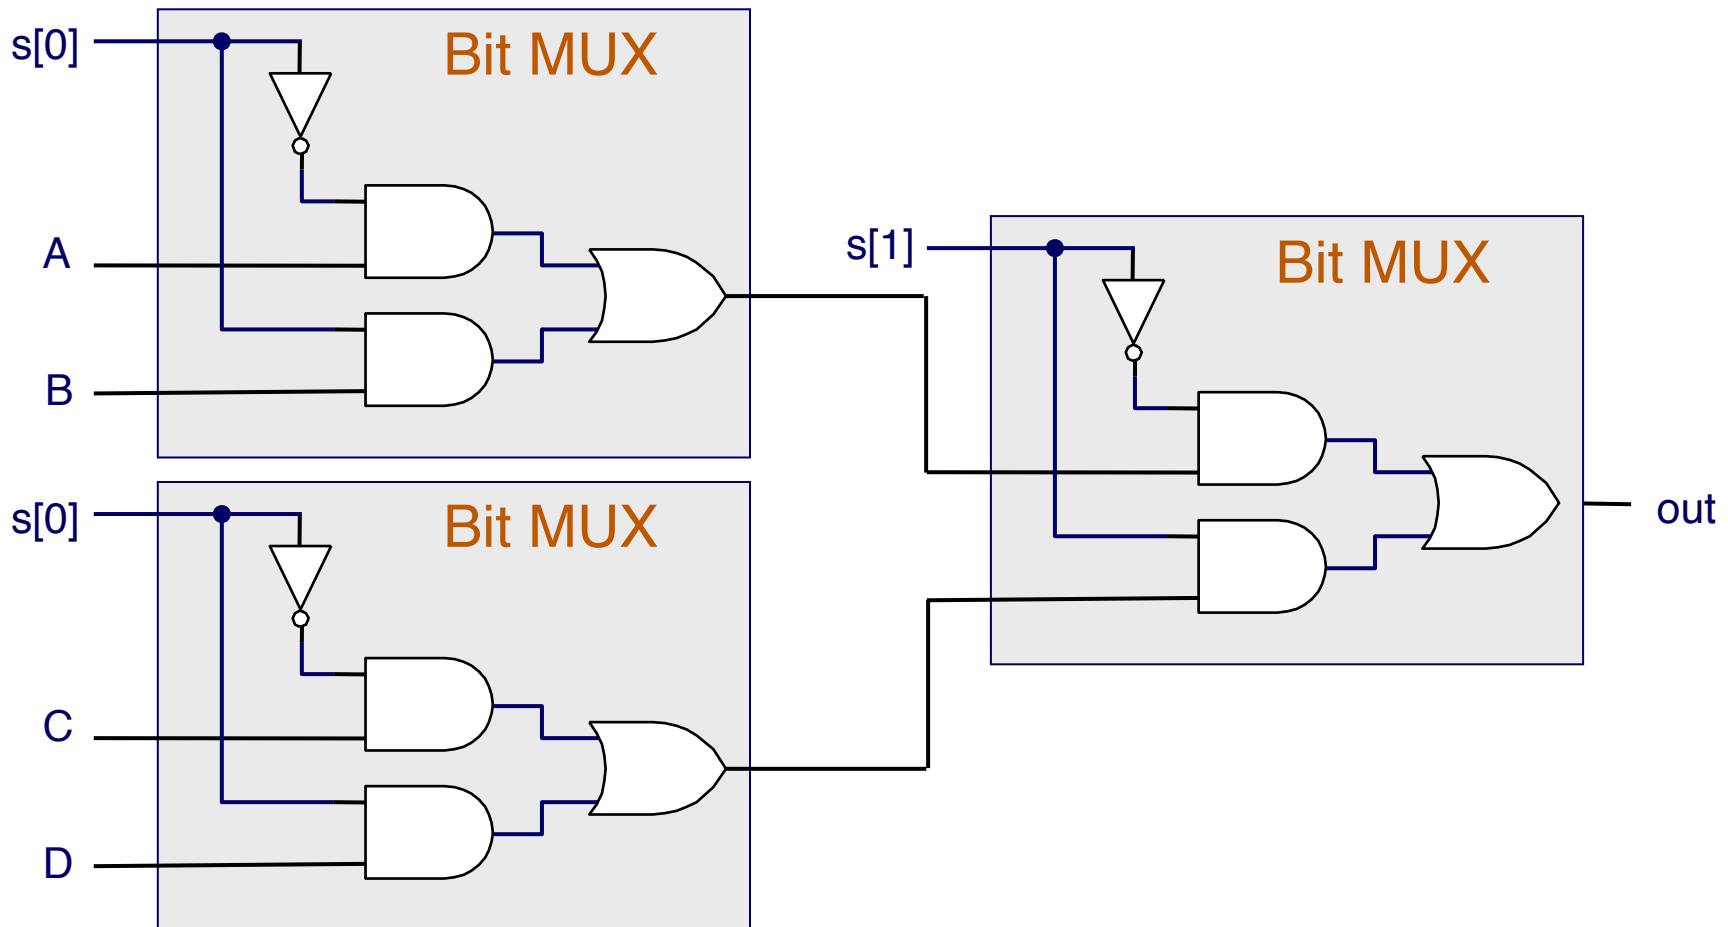 s[0]
Bit MUX
A
B
s[1]
Bit MUX
out
s[0]
Bit MUX
C
D